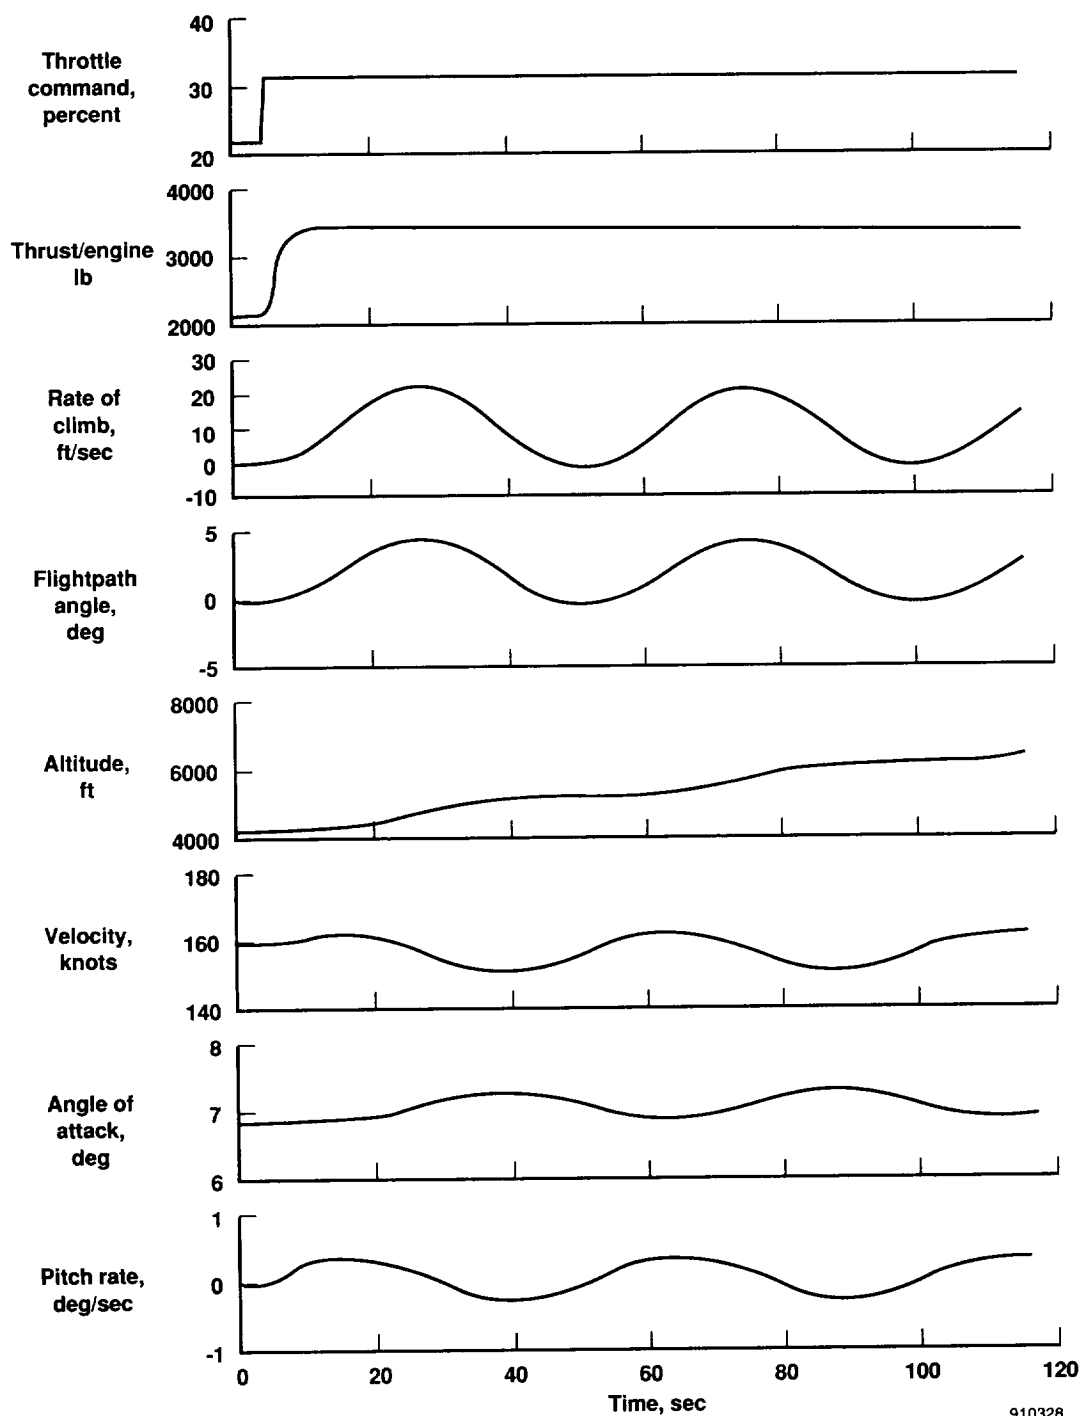 40
Throttle
command,
percent
30
20
4000
Thrust/engine
lb
3000
2000
30
Rate of
climb,
ft/sec
20
10
0
-10
5
Flightpath
angle,
deg
0
-5
8000
Altitude,
ft
6000
4000
180
Velocity,
knots
160
140
8
Angle of
attack,
deg
7
6
1
Pitch rate,
deg/sec
0
-1
0 20 40 60 80 100 120
Time, sec
910328